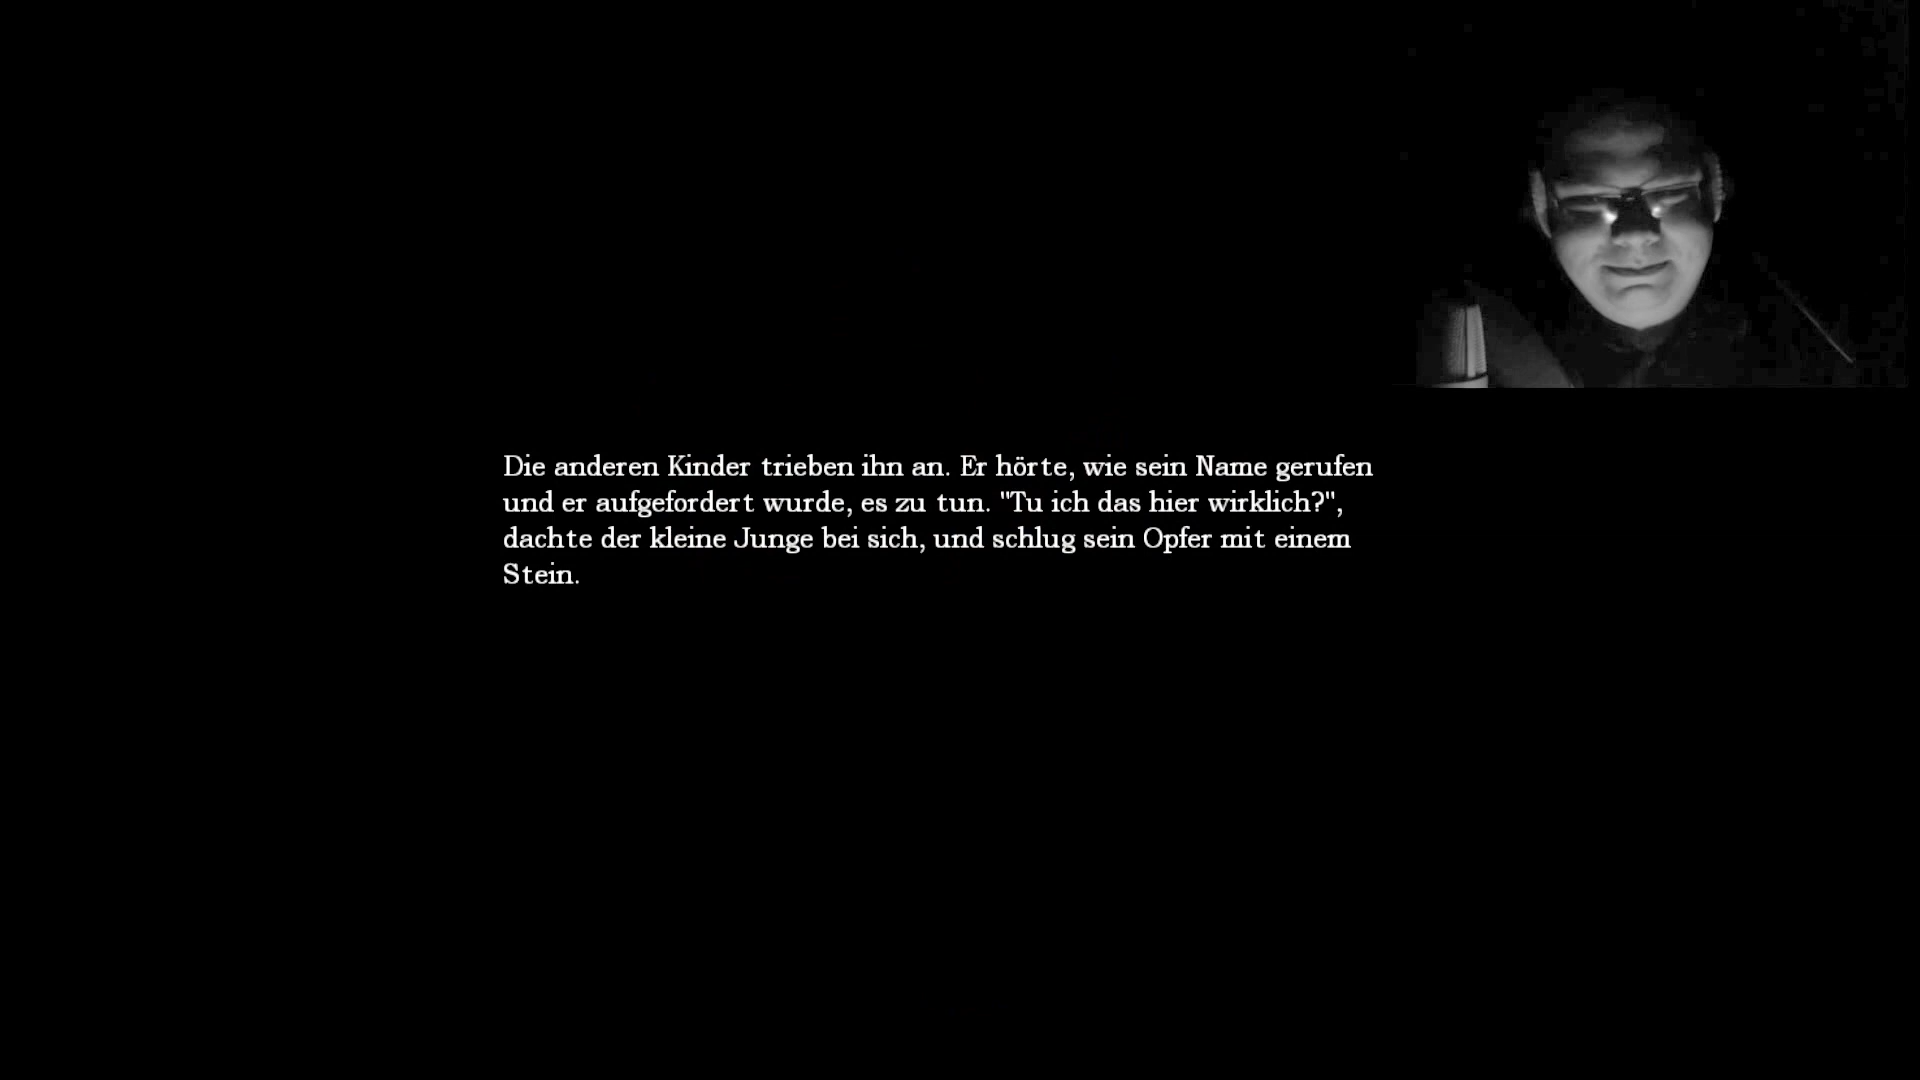 Die anderen Kinder trieben ihn an. Er hörte, wie sein Name gerufen
und er aufgefordert wurde, es zu tun. "Tu ich das hier wirklich?",
dachte der kleine Junge bei sich, und schlug sein Opfer mit einem
Stein.